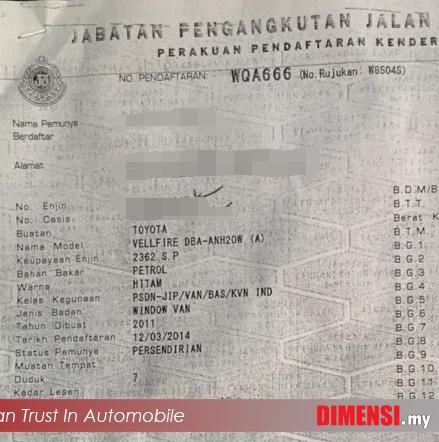 JABATAN PENGANGKUTAN JALAN
PERAKUAN PENDAFTARAN KENDER
NO. PENDAFTARAN: WQA666 (No.Rujukan: W8504S)
Nama Pemunya
Berdaftar
Alamat
No. Enjin
No. Casis
Buatan TOYOTA
Nama Model VELLFIRE DBA-ANH20W (A)
Keupayaan Enjin 2362 S.P
Bahan Bakar PETROL
Warna HITAM
Kelas Kegunaan PSDN-JIP/VAN/BAS/KVN IND
Jenis Badan WINDOW VAN
Tahun Dibuat 2011
Tarikh Pendaftaran 12/03/2014
Status Pemunya PERSENDIRIAN
Muatan Tempat
Duduk 7
Kadar Lesen
B.D.M/B
B.T.T.
Berat K
B.T.M.
B.G.1
B.G.2
B.G.3
B.G.4
B.G.5
B.G.6
B.G.7
B.G.8
B.G.9
B.G.10
B.G.11
B.G.12
an Trust In Automobile
DIMENSI.my